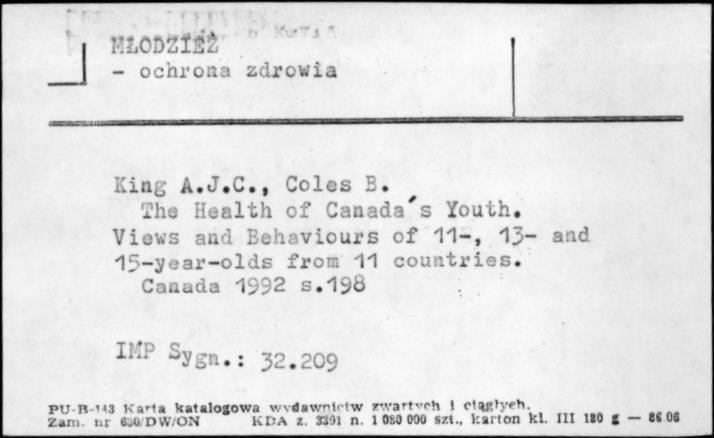 MŁODZIEŻ
- ochrona zdrowia
King A.J.C., Coles B.
The Health of Canada's Youth.
Views and Behaviours of 11-, 13- and
15-year-olds from 11 countries.
Canada 1992 s.198
IMP Sygn.: 32.209
PU-B-143 Karta katalogowa wydawnictw zwartych i ciągłych.
Zam. nr 630/DW/ON KDA z. 3391 n. 1 080 000 szt., karton kl. III 180 g — 86 06